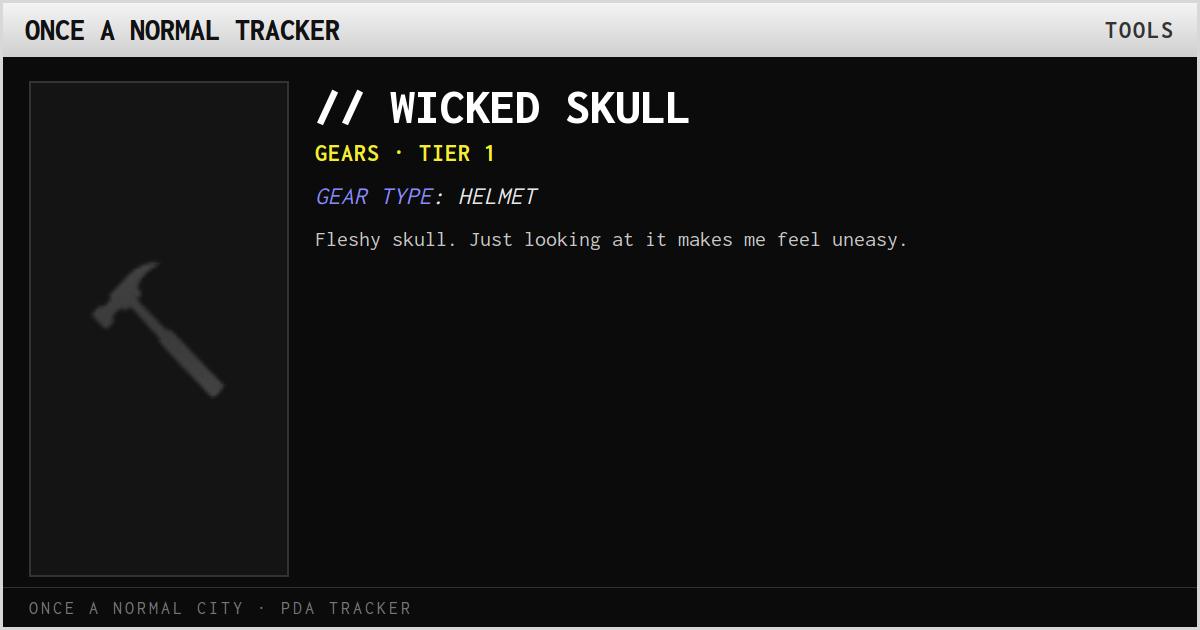 ONCE A NORMAL TRACKER
TOOLS
// WICKED SKULL
GEARS · TIER 1
GEAR TYPE: HELMET
Fleshy skull. Just looking at it makes me feel uneasy.
ONCE A NORMAL CITY · PDA TRACKER